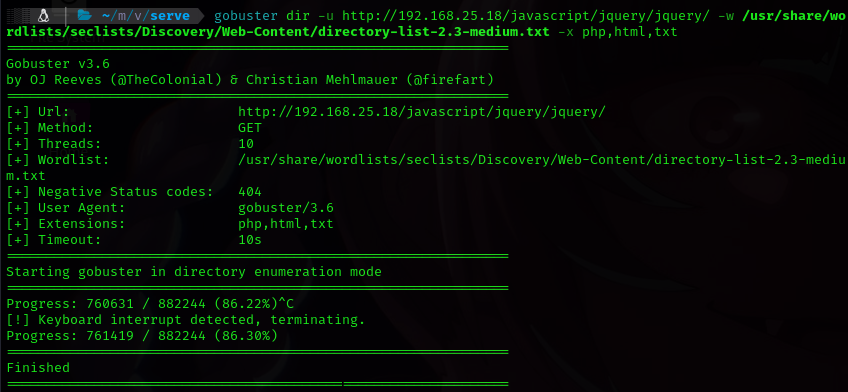 ~/m/v/serve gobuster dir -u http://192.168.25.18/javascript/jquery/jquery/ -w /usr/share/wo
rdlists/seclists/Discovery/Web-Content/directory-list-2.3-medium.txt -x php,html,txt
===============================================================
Gobuster v3.6
by OJ Reeves (@TheColonial) & Christian Mehlmauer (@firefart)
===============================================================
[+] Url:                     http://192.168.25.18/javascript/jquery/jquery/
[+] Method:                  GET
[+] Threads:                 10
[+] Wordlist:                /usr/share/wordlists/seclists/Discovery/Web-Content/directory-list-2.3-mediu
m.txt
[+] Negative Status codes:   404
[+] User Agent:              gobuster/3.6
[+] Extensions:              php,html,txt
[+] Timeout:                 10s
===============================================================
Starting gobuster in directory enumeration mode
===============================================================
Progress: 760631 / 882244 (86.22%)^C
[!] Keyboard interrupt detected, terminating.
Progress: 761419 / 882244 (86.30%)
===============================================================
Finished
===============================================================